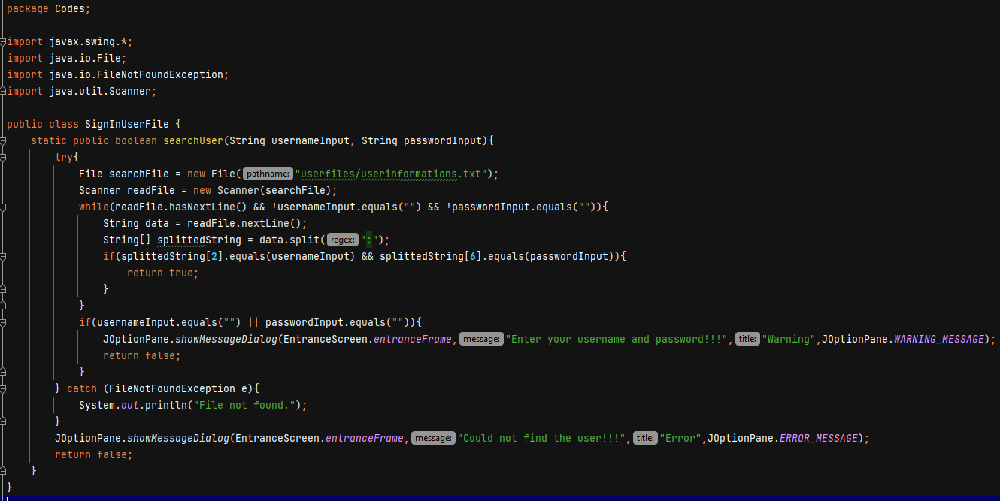 package Codes;
import javax.swing.*;
import java.io.File;
import java.io.FileNotFoundException;
import java.util.Scanner;
public class SignInUserFile {
static public boolean searchUser(String usernameInput, String passwordInput){
try{
File searchFile = new File( pathname: "userfiles/userinformations.txt");
Scanner readFile = new Scanner(searchFile);
while(readFile.hasNextLine() && !usernameInput.equals("") && !passwordInput.equals("")){
String data = readFile.nextLine();
String[] splittedString = data.split( regex: ":");
if(splittedString[2].equals(usernameInput) && splittedString[6].equals(passwordInput)){
return true;
}
}
if(usernameInput.equals("") || passwordInput.equals("")){
JOptionPane.showMessageDialog(EntranceScreen.entranceFrame, message: "Enter your username and password!!!", title: "Warning",JOptionPane.WARNING_MESSAGE);
return false;
}
} catch (FileNotFoundException e){
System.out.println("File not found.");
}
JOptionPane.showMessageDialog(EntranceScreen.entranceFrame, message: "Could not find the user!!!", title: "Error",JOptionPane.ERROR_MESSAGE);
return false;
}
}